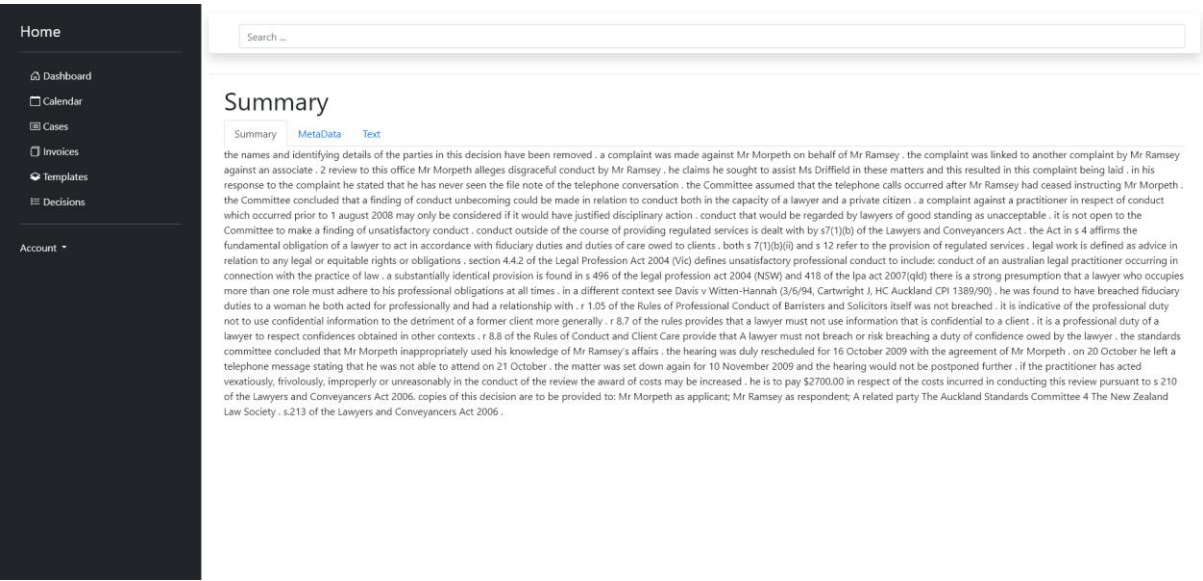 Home
Dashboard
Calendar
Cases
Invoices
Templates
Decisions
Account
Search ...
Summary
Summary MetaData Text
the names and identifying details of the parties in this decision have been removed . a complaint was made against Mr Morpeth on behalf of Mr Ramsey . the complaint was linked to another complaint by Mr Ramsey
against an associate . 2 review to this office Mr Morpeth alleges disgraceful conduct by Mr Ramsey . he claims he sought to assist Ms Driffield in these matters and this resulted in this complaint being laid . in his
response to the complaint he stated that he has never seen the file note of the telephone conversation . the Committee assumed that the telephone calls occurred after Mr Ramsey had ceased instructing Mr Morpeth .
the Committee concluded that a finding of conduct unbecoming could be made in relation to conduct both in the capacity of a lawyer and a private citizen . a complaint against a practitioner in respect of conduct
which occurred prior to 1 august 2008 may only be considered if it would have justified disciplinary action . conduct that would be regarded by lawyers of good standing as unacceptable . it is not open to the
Committee to make a finding of unsatisfactory conduct . conduct outside of the course of providing regulated services is dealt with by s7(1)(b) of the Lawyers and Conveyancers Act . the Act in s 4 affirms the
fundamental obligation of a lawyer to act in accordance with fiduciary duties and duties of care owed to clients . both s 7(1)(b)(ii) and s 12 refer to the provision of regulated services . legal work is defined as advice in
relation to any legal or equitable rights or obligations . section 4.4.2 of the Legal Profession Act 2004 (Vic) defines unsatisfactory professional conduct to include: conduct of an australian legal practitioner occurring in
connection with the practice of law . a substantially identical provision is found in s 496 of the legal profession act 2004 (NSW) and 418 of the lpa act 2007(qld) there is a strong presumption that a lawyer who occupies
more than one role must adhere to his professional obligations at all times . in a different context see Davis v Witten-Hannah (3/6/94, Cartwright J, HC Auckland CPI 1389/90) . he was found to have breached fiduciary
duties to a woman he both acted for professionally and had a relationship with . r 1.05 of the Rules of Professional Conduct of Barristers and Solicitors itself was not breached . it is indicative of the professional duty
not to use confidential information to the detriment of a former client more generally . r 8.7 of the rules provides that a lawyer must not use information that is confidential to a client . it is a professional duty of a
lawyer to respect confidences obtained in other contexts . r 8.8 of the Rules of Conduct and Client Care provide that A lawyer must not breach or risk breaching a duty of confidence owed by the lawyer . the standards
committee concluded that Mr Morpeth inappropriately used his knowledge of Mr Ramsey's affairs . the hearing was duly rescheduled for 16 October 2009 with the agreement of Mr Morpeth . on 20 October he left a
telephone message stating that he was not able to attend on 21 October . the matter was set down again for 10 November 2009 and the hearing would not be postponed further . if the practitioner has acted
vexatiously, frivolously, improperly or unreasonably in the conduct of the review the award of costs may be increased . he is to pay $2700.00 in respect of the costs incurred in conducting this review pursuant to s 210
of the Lawyers and Conveyancers Act 2006. copies of this decision are to be provided to: Mr Morpeth as applicant; Mr Ramsey as respondent; A related party The Auckland Standards Committee 4 The New Zealand
Law Society . s.213 of the Lawyers and Conveyancers Act 2006 .